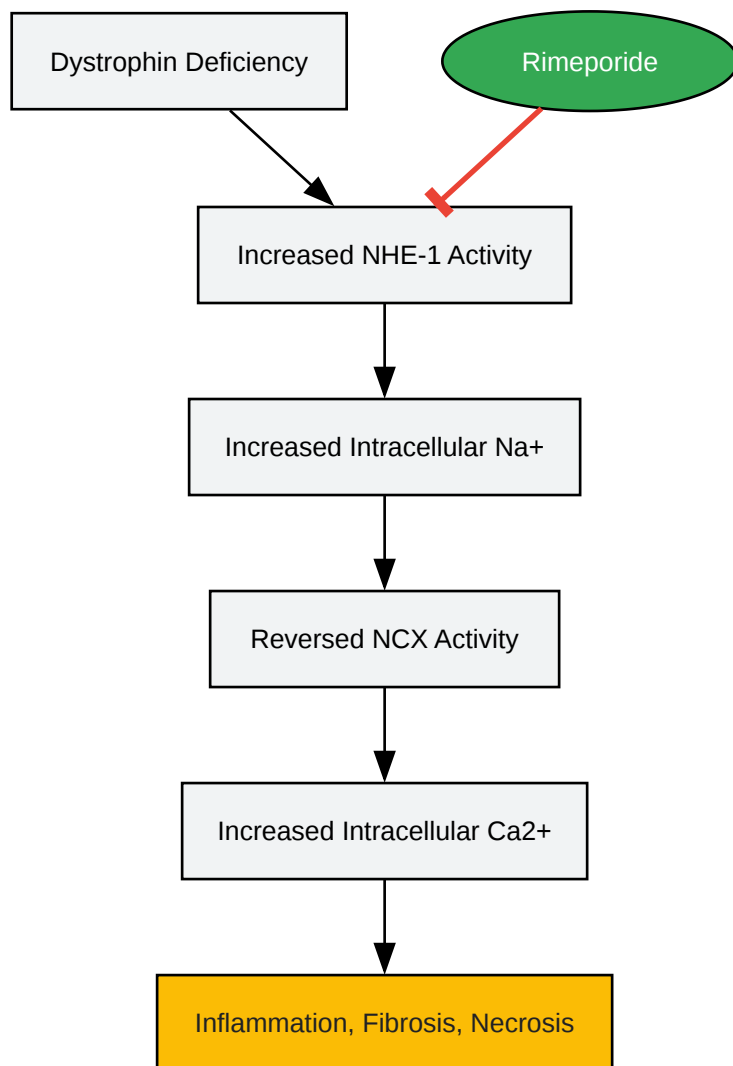 Dystrophin Deficiency
Rimeporide
Increased NHE-1 Activity
Increased Intracellular Na+
Reversed NCX Activity
Increased Intracellular Ca2+
Inflammation, Fibrosis, Necrosis